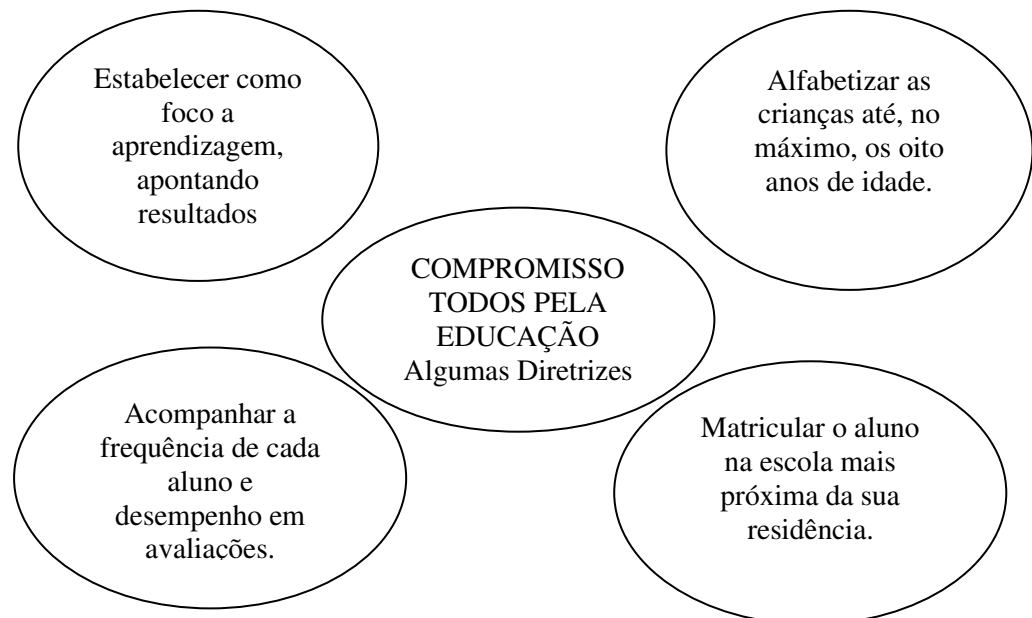 Estabelecer como
foco a
aprendizagem,
apontando
resultados
Alfabetizar as
crianças até, no
máximo, os oito
anos de idade.
COMPROMISSO
TODOS PELA
EDUCAÇÃO
Algumas Diretrizes
Acompanhar a
frequência de cada
aluno e
desempenho em
avaliações.
Matricular o aluno
na escola mais
próxima da sua
residência.